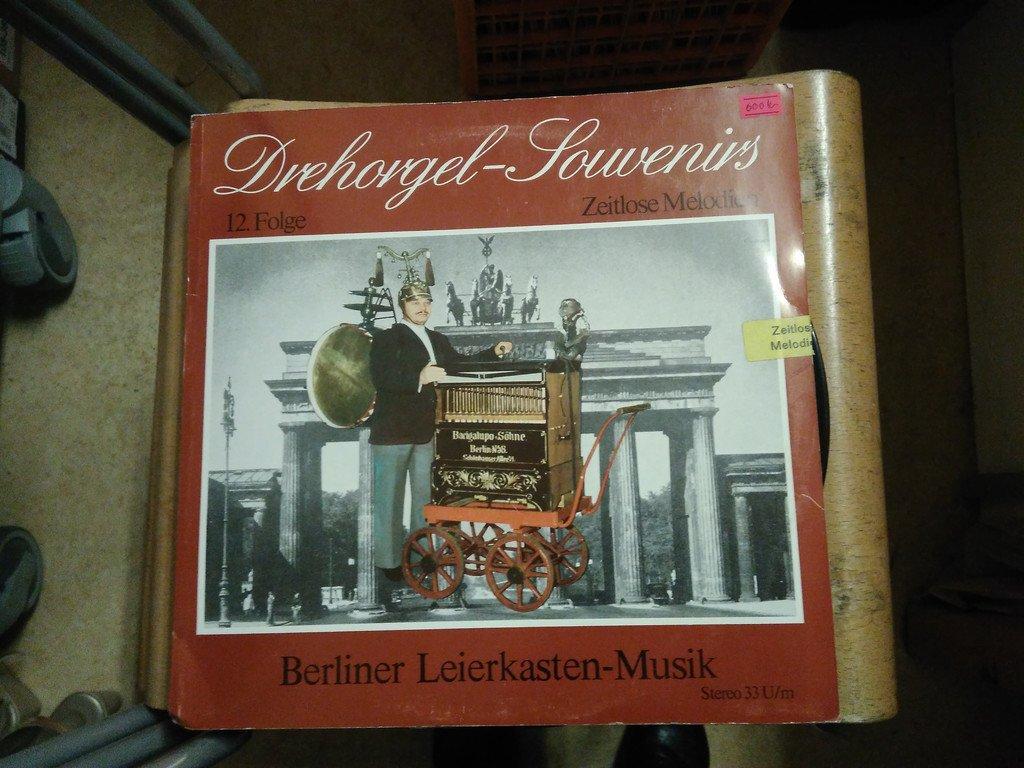 600k
Drehorgel-Souvenirs
12. Folge
Zeitlose Melodien
Zeitlos
Melodi
Bacigalupo-Söhne
Berlin N 58.
Berliner Leierkasten-Musik
Stereo 33 U/m